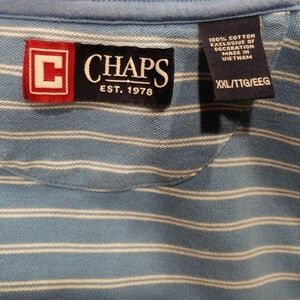 C
CHAPS
EST. 1978
100% COTTON
EXCLUSIVE OF
DECORATION
MADE IN
VIETNAM
XXL/TTG/EEG